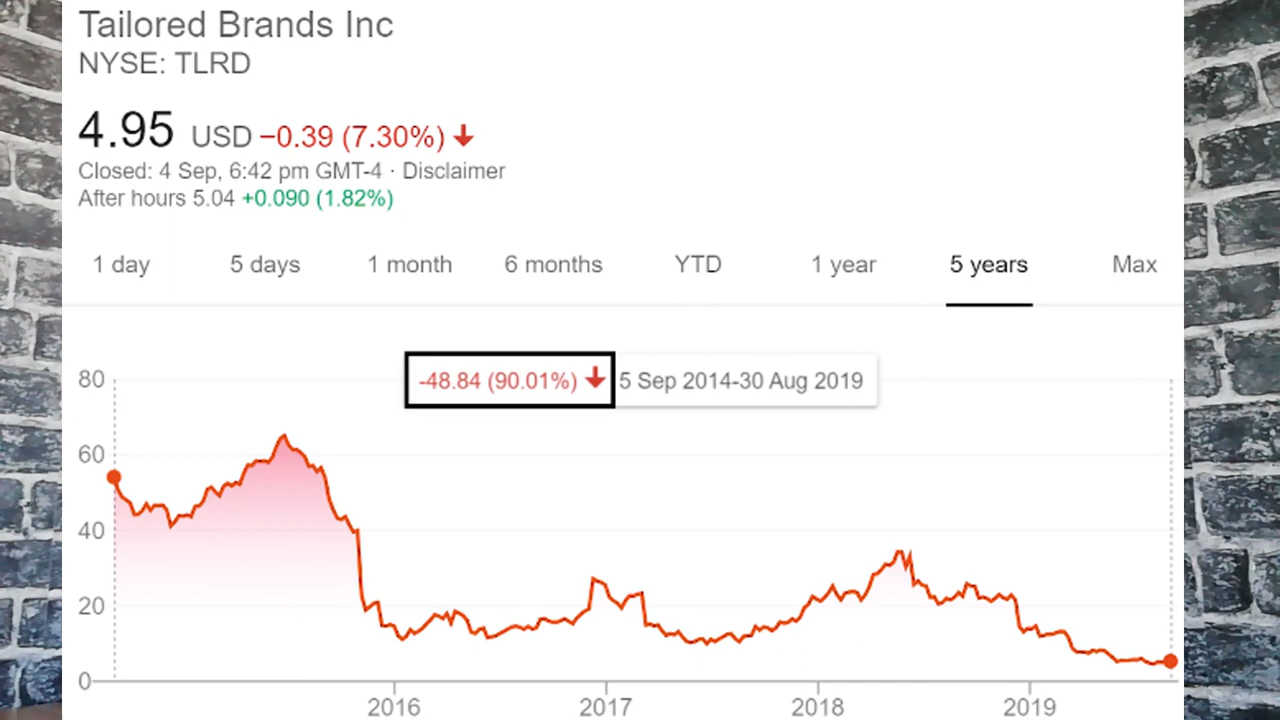 Tailored Brands Inc
NYSE: TLRD
4.95 USD −0.39 (7.30%)
Closed: 4 Sep, 6:42 pm GMT-4 · Disclaimer
After hours 5.04 +0.090 (1.82%)
1 day 5 days 1 month 6 months YTD 1 year 5 years Max
-48.84 (90.01%) 5 Sep 2014-30 Aug 2019
80
60
40
20
0
2016 2017 2018 2019